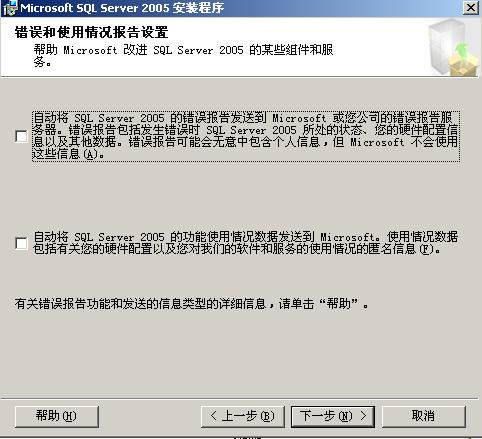 Microsoft SQL Server 2005 安装程序
错误和使用情况报告设置
帮助 Microsoft 改进 SQL Server 2005 的某些组件和服
务。
自动将 SQL Server 2005 的错误报告发送到 Microsoft 或您公司的错误报告服
务器。错误报告包括发生错误时 SQL Server 2005 所处的状态、您的硬件配置信
息以及其他数据。错误报告可能会无意中包含个人信息，但 Microsoft 不会使用
这些信息(A)。
自动将 SQL Server 2005 的功能使用情况数据发送到 Microsoft。使用情况数据
包括有关您的硬件配置以及您对我们的软件和服务的使用情况的匿名信息(F)。
有关错误报告功能和发送的信息类型的详细信息，请单击“帮助”。
帮助(H) < 上一步(B) 下一步(N) > 取消